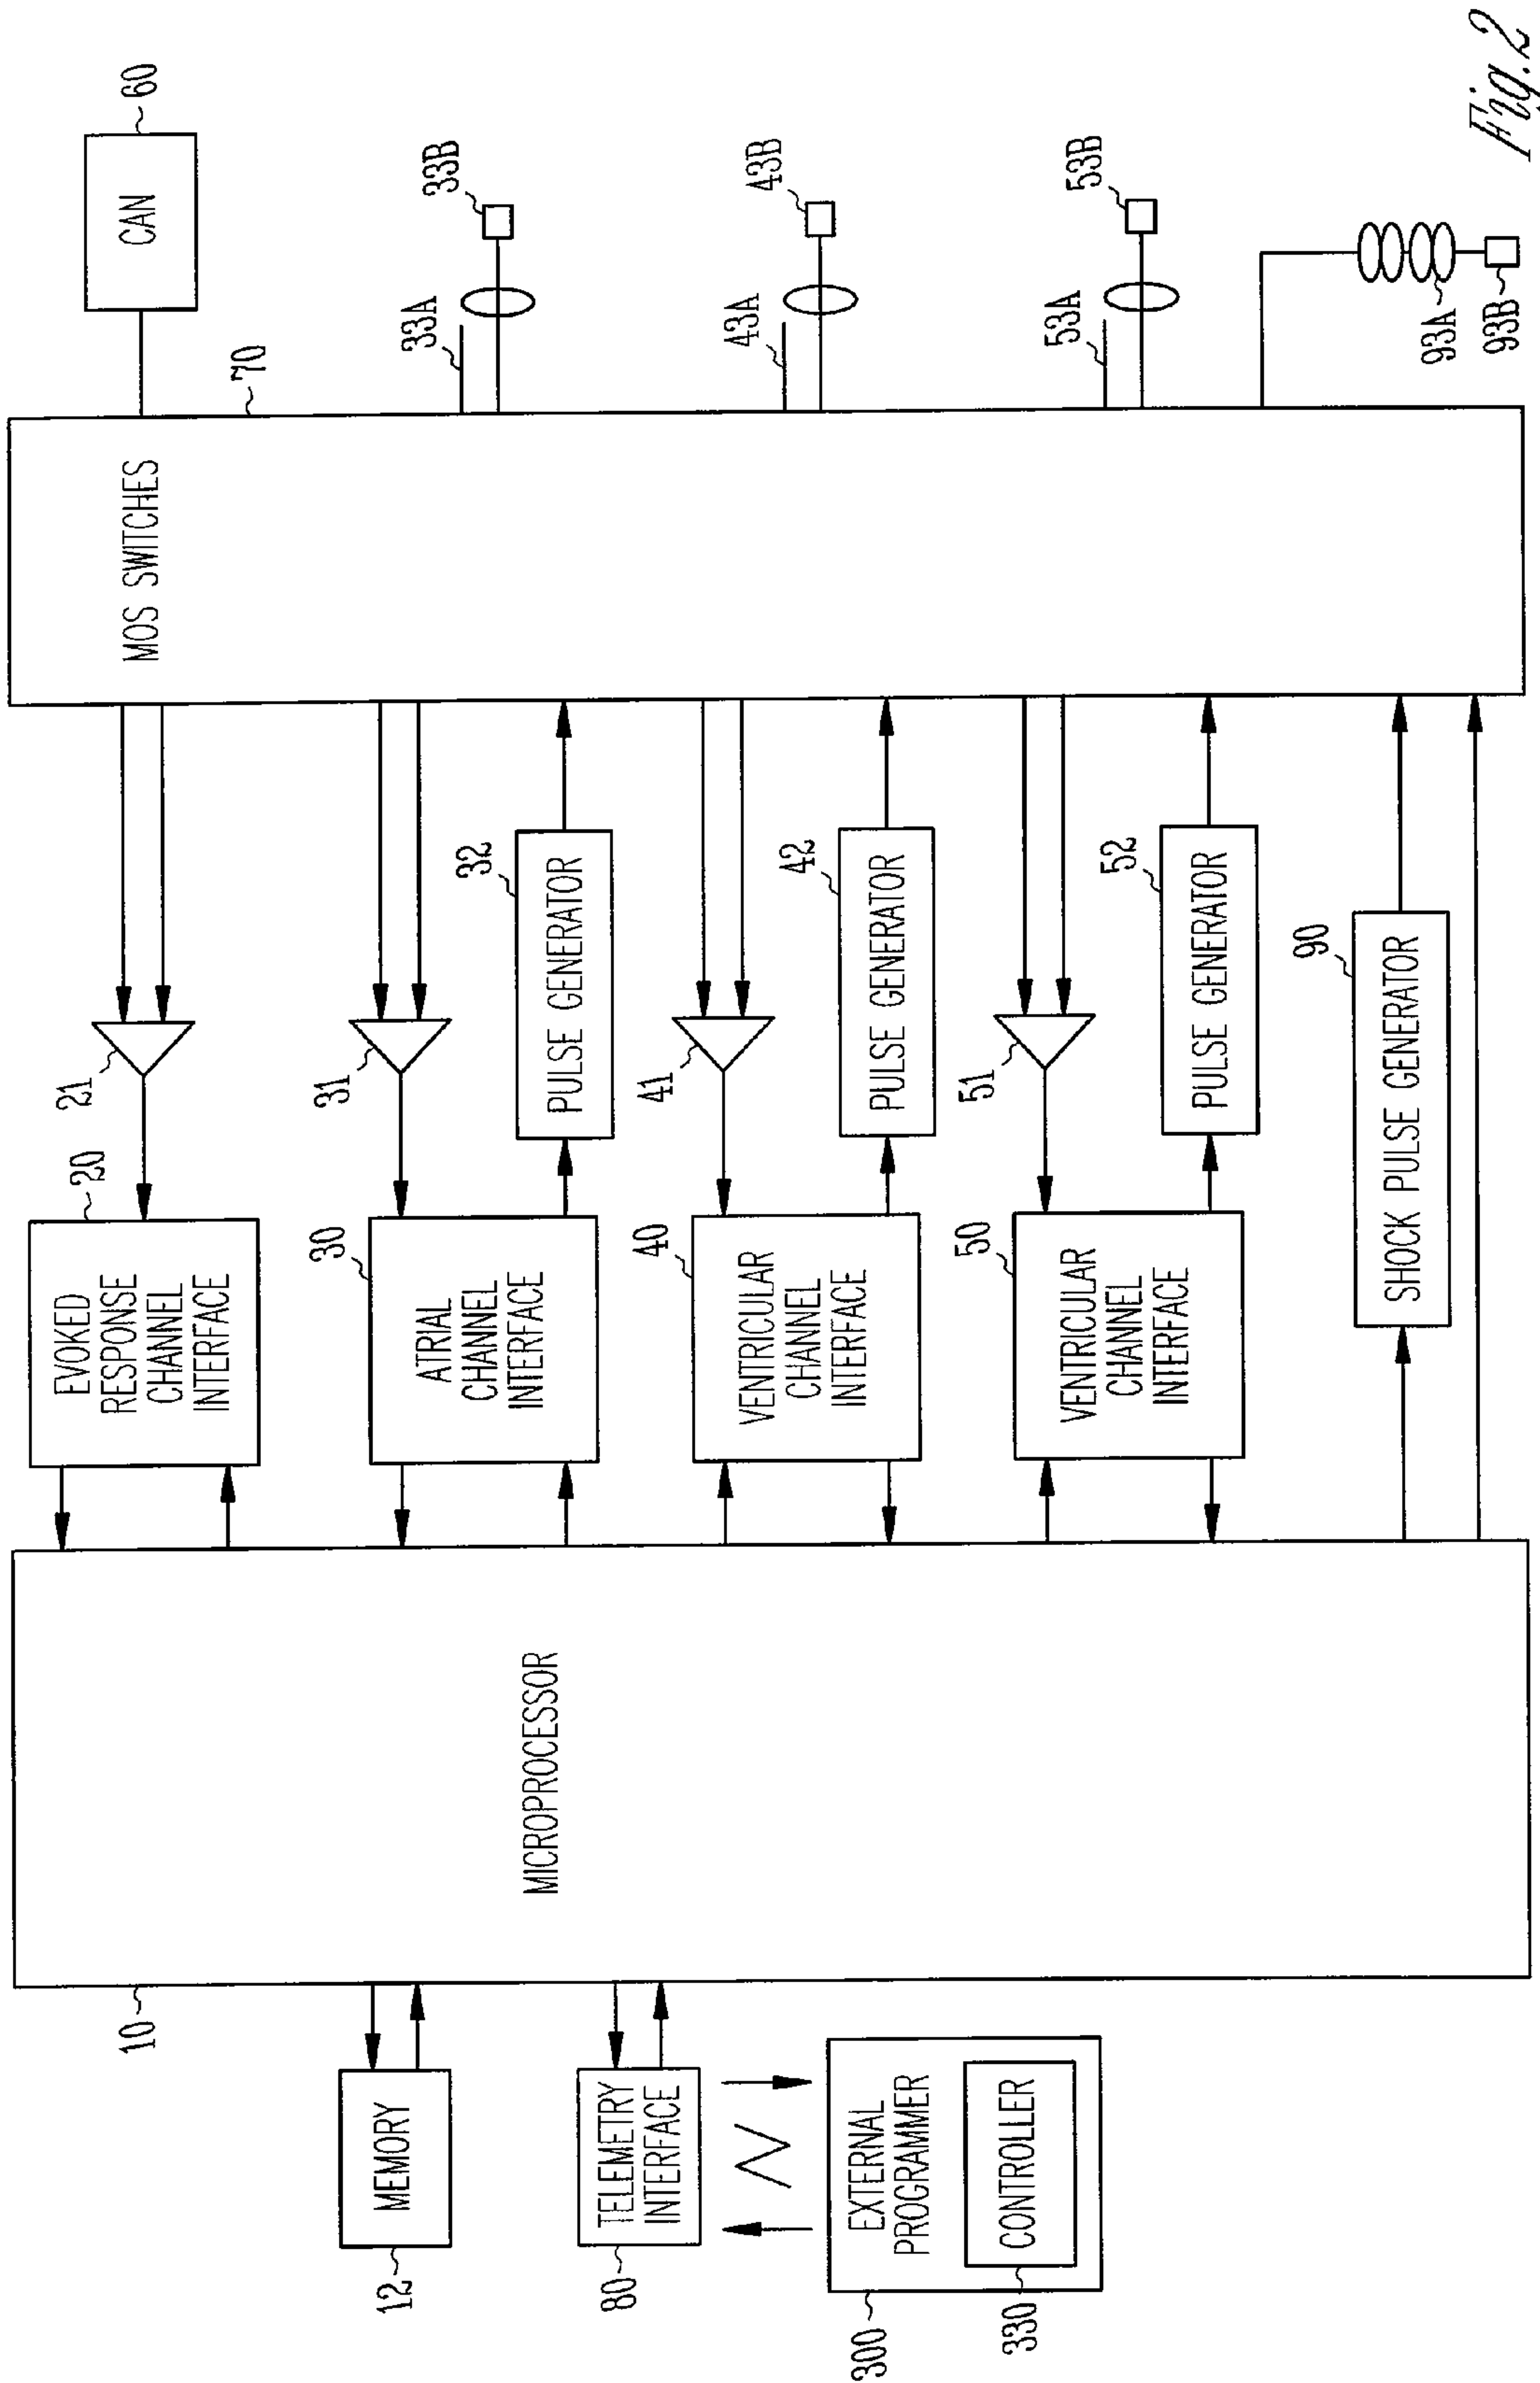 10
MICROPROCESSOR
12
MEMORY
80
TELEMETRY
INTERFACE
300
EXTERNAL
PROGRAMMER
330
CONTROLLER
20
EVOKED
RESPONSE
CHANNEL
INTERFACE
21
30
ATRIAL
CHANNEL
INTERFACE
31
32
PULSE GENERATOR
40
VENTRICULAR
CHANNEL
INTERFACE
41
42
PULSE GENERATOR
50
VENTRICULAR
CHANNEL
INTERFACE
51
52
PULSE GENERATOR
90
SHOCK PULSE GENERATOR
MOS SWITCHES
70
CAN
60
33A
33B
43A
43B
53A
53B
93A
93B
Fig.2